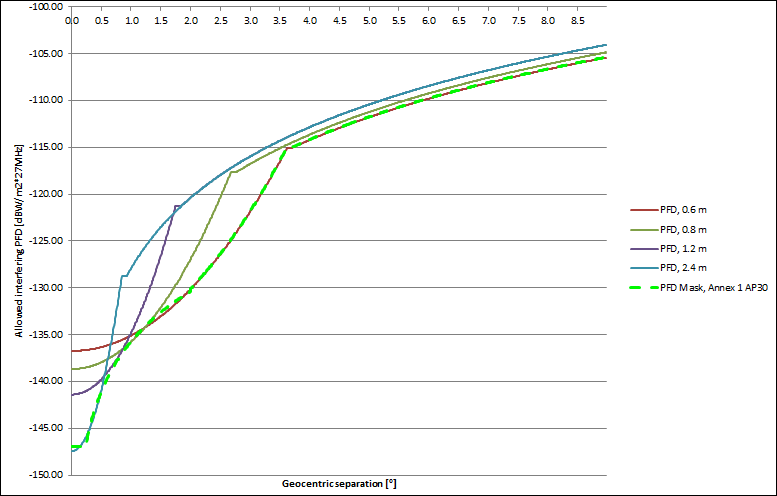 -100.00
0.0 0.5 1.0 1.5 2.0 2.5 3.0 3.5 4.0 4.5 5.0 5.5 6.0 6.5 7.0 7.5 8.0 8.5
-105.00
-110.00
-115.00
-120.00
-125.00
-130.00
-135.00
-140.00
-145.00
-150.00
Allowed interfering PFD [dBW/m2*27MHz]
Geocentric separation [°]
PFD, 0.6 m
PFD, 0.8 m
PFD, 1.2 m
PFD, 2.4 m
PFD Mask, Annex 1 AP30